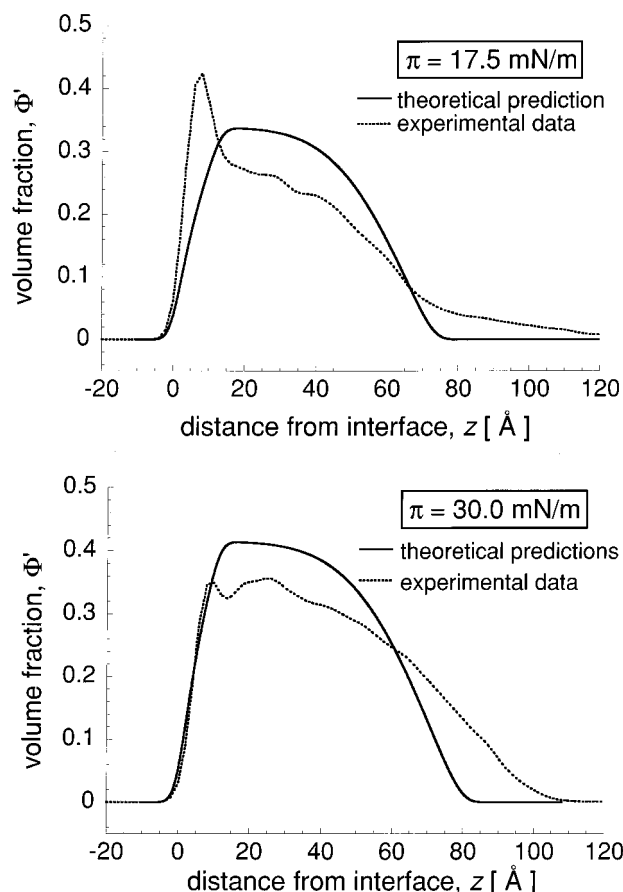 0.5
π = 17.5 mN/m
theoretical prediction
experimental data
0.4
0.3
0.2
0.1
0
volume fraction, Φ'
-20 0 20 40 60 80 100 120
distance from interface, z [ Å ]
0.5
π = 30.0 mN/m
theoretical predictions
experimental data
0.4
0.3
0.2
0.1
0
volume fraction, Φ'
-20 0 20 40 60 80 100 120
distance from interface, z [ Å ]